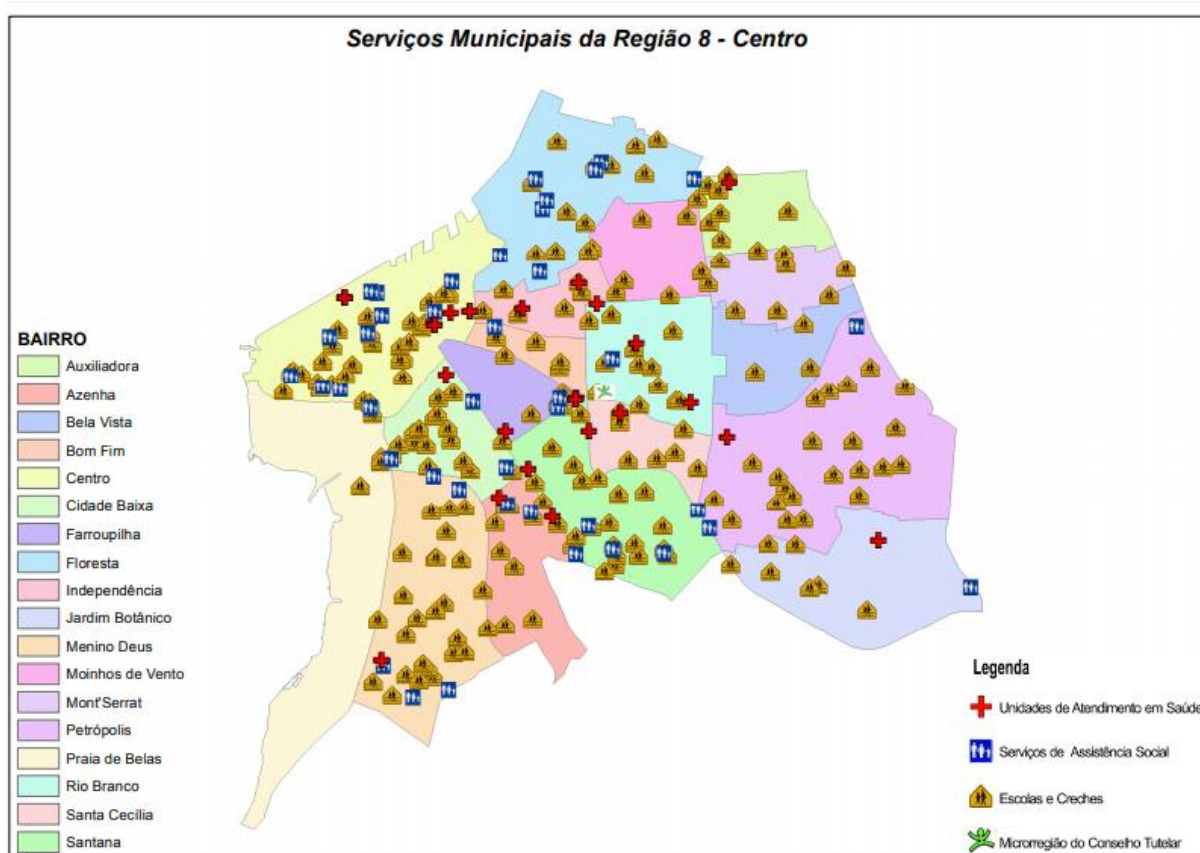 Serviços Municipais da Região 8 - Centro
BAIRRO
Auxiliadora
Azenha
Bela Vista
Bom Fim
Centro
Cidade Baixa
Farroupilha
Floresta
Independência
Jardim Botânico
Menino Deus
Moinhos de Vento
Mont'Serrat
Petrópolis
Praia de Belas
Rio Branco
Santa Cecília
Santana
Legenda
Unidades de Atendimento em Saúde
Serviços de Assistência Social
Escolas e Creches
Microrregião do Conselho Tutelar